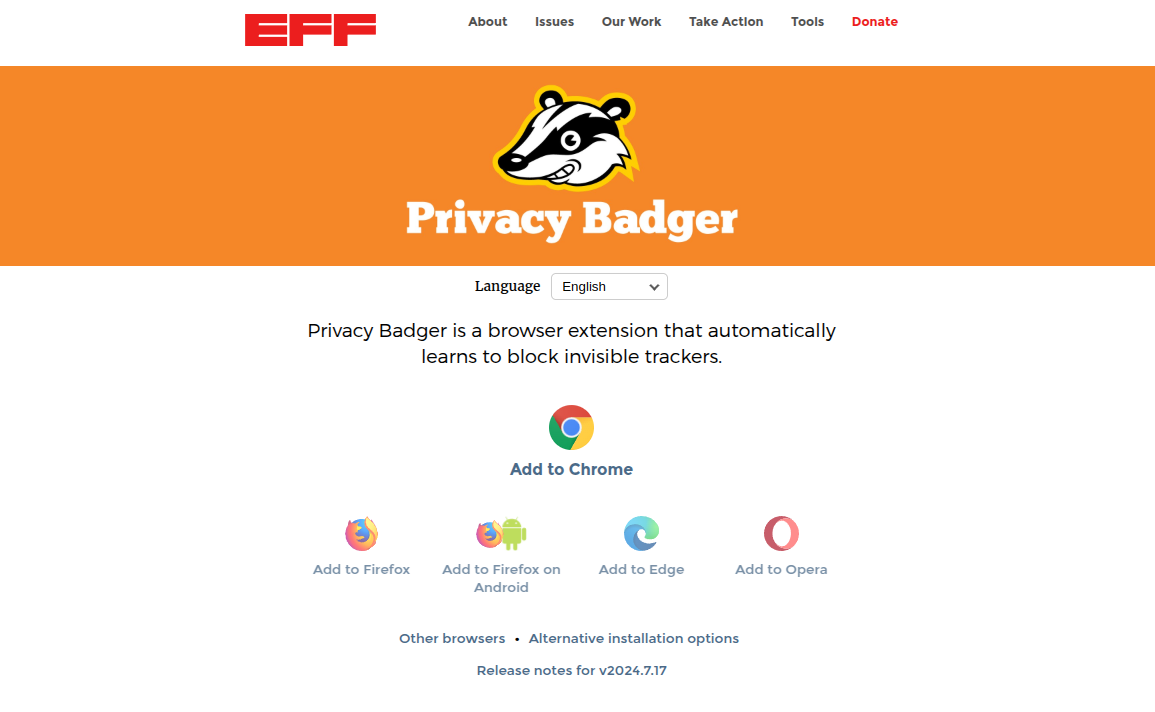 EFF
About
Issues
Our Work
Take Action
Tools
Donate
Privacy Badger
Language
English
Privacy Badger is a browser extension that automatically
learns to block invisible trackers.
Add to Chrome
Add to Firefox
Add to Firefox on
Android
Add to Edge
Add to Opera
Other browsers • Alternative installation options
Release notes for v2024.7.17